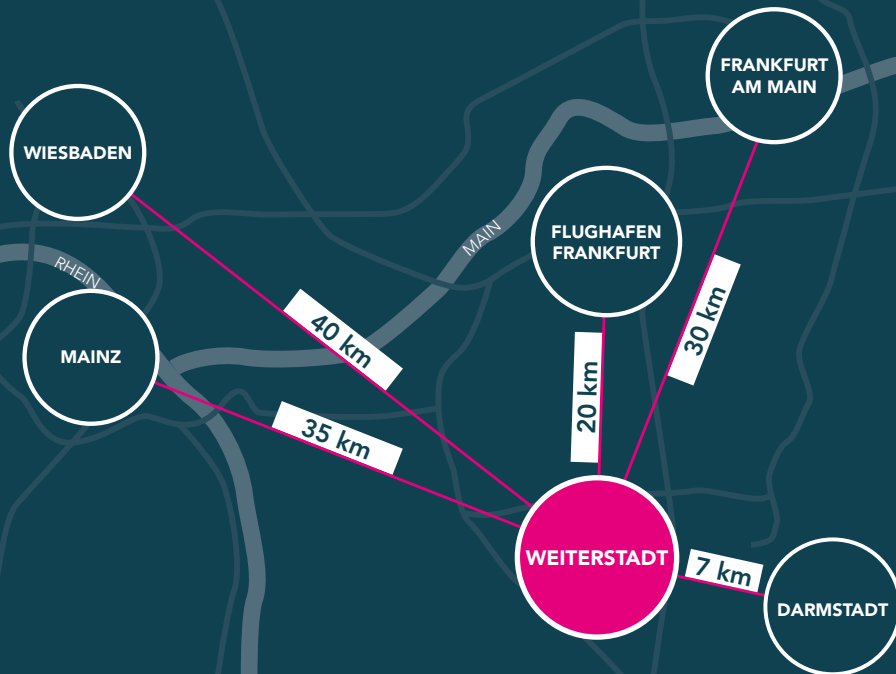 FRANKFURT
AM MAIN
WIESBADEN
FLUGHAFEN
FRANKFURT
MAIN
RHEIN
MAINZ
40 km
30 km
20 km
35 km
WEITERSTADT
7 km
DARMSTADT